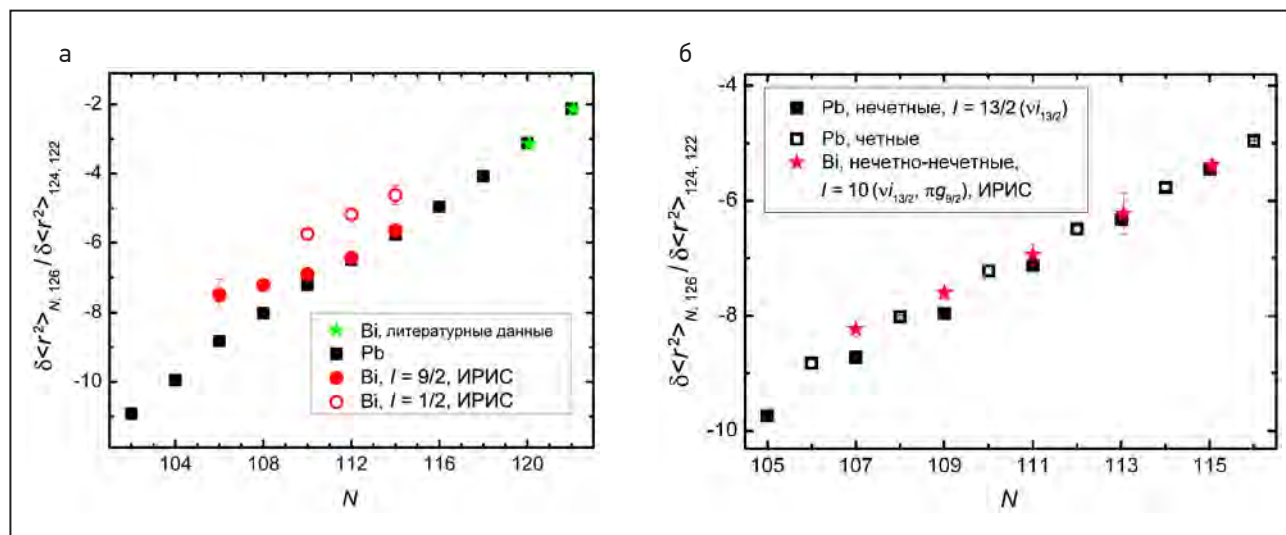 а
δ<r²>N, 126 / δ<r²>124, 122
-2
-4
-6
-8
-10
Bi, литературные данные
Pb
Bi, I = 9/2, ИРИС
Bi, I = 1/2, ИРИС
104 108 112 116 120
N
б
δ<r²>N, 126 / δ<r²>124, 122
-4
-6
-8
-10
Pb, нечетные, I = 13/2 (νi13/2)
Pb, четные
Bi, нечетно-нечетные,
I = 10 (νi13/2, πg9/2), ИРИС
105 107 109 111 113 115
N